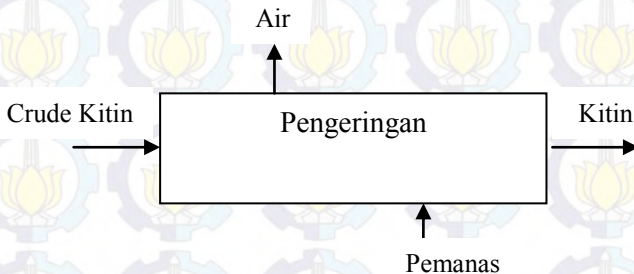 Air
Crude Kitin
Pengeringan
Kitin
Pemanas